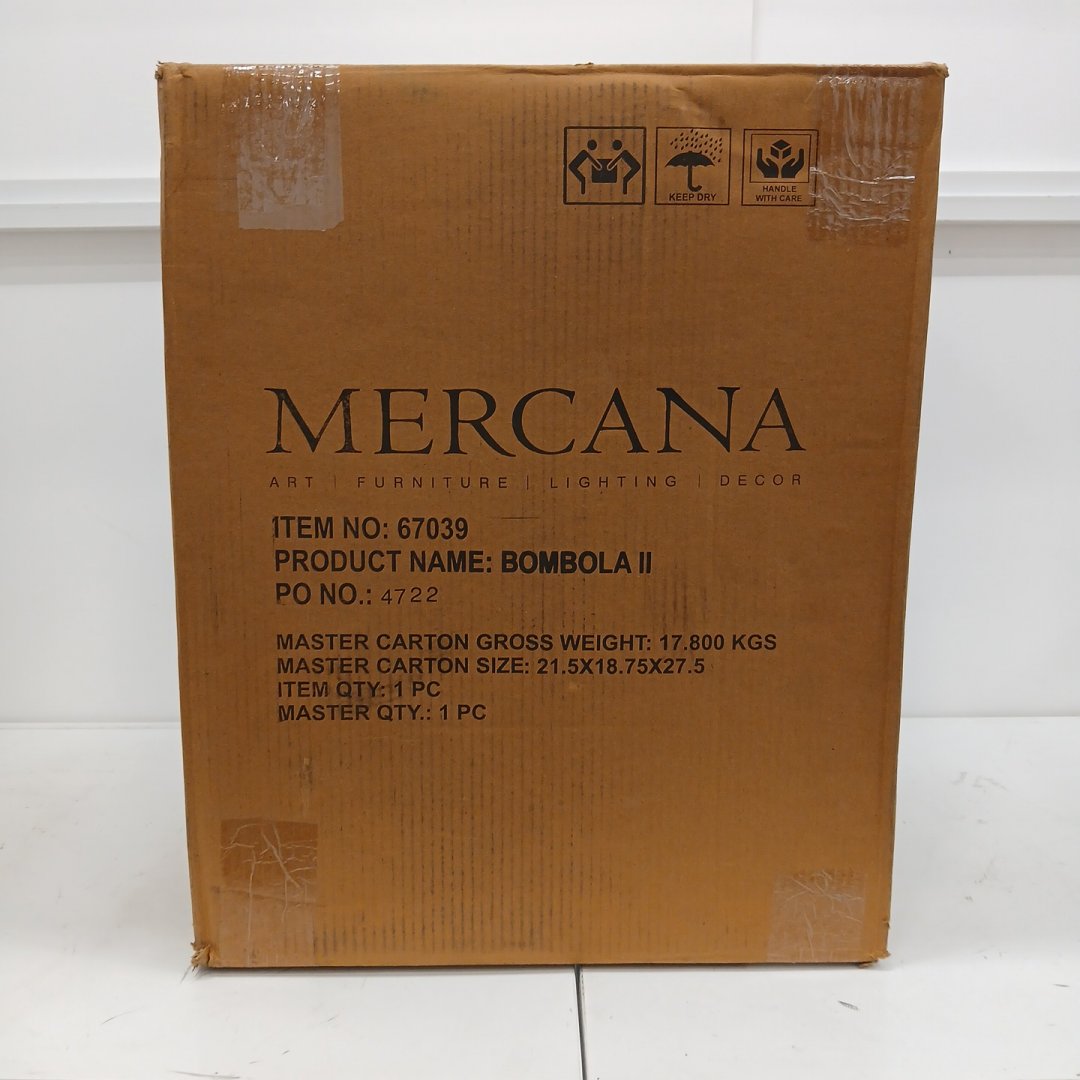 KEEP DRY
HANDLE
WITH CARE
MERCANA
ART | FURNITURE | LIGHTING | DECOR
ITEM NO: 67039
PRODUCT NAME: BOMBOLA II
PO NO.: 4722
MASTER CARTON GROSS WEIGHT: 17.800 KGS
MASTER CARTON SIZE: 21.5X18.75X27.5
ITEM QTY: 1 PC
MASTER QTY.: 1 PC